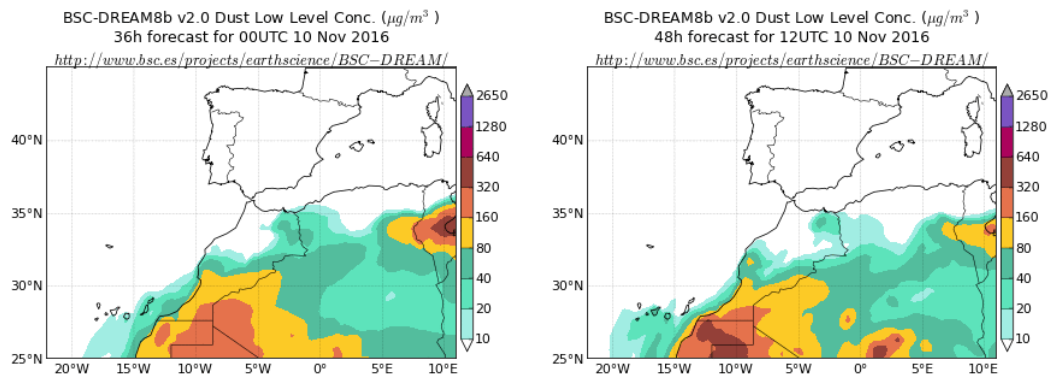 BSC-DREAM8b v2.0 Dust Low Level Conc. (µg/m³ )
36h forecast for 00UTC 10 Nov 2016
http://www.bsc.es/projects/earthscience/BSC-DREAM/
40°N
35°N
30°N
25°N
20°W 15°W 10°W 5°W 0°E 5°E 10°E
2650
1280
640
320
160
80
40
20
10
BSC-DREAM8b v2.0 Dust Low Level Conc. (µg/m³ )
48h forecast for 12UTC 10 Nov 2016
http://www.bsc.es/projects/earthscience/BSC-DREAM/
40°N
35°N
30°N
25°N
20°W 15°W 10°W 5°W 0°E 5°E 10°E
2650
1280
640
320
160
80
40
20
10